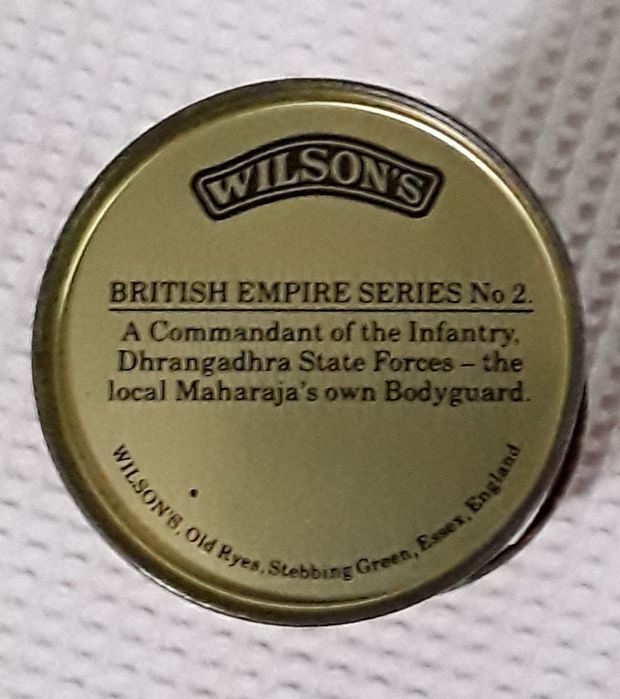 WILSON'S
BRITISH EMPIRE SERIES No 2.
A Commandant of the Infantry,
Dhrangadhra State Forces – the
local Maharaja's own Bodyguard.
WILSON'S, Old Ryes, Stebbing Green, Essex, England